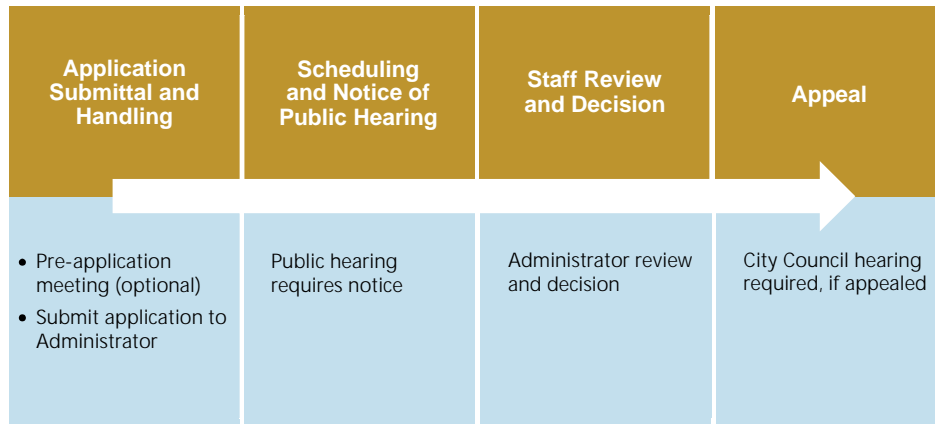 Application
Submittal and
Handling
Scheduling
and Notice of
Public Hearing
Staff Review
and Decision
Appeal
• Pre-application
meeting (optional)
• Submit application to
Administrator
Public hearing
requires notice
Administrator review
and decision
City Council hearing
required, if appealed